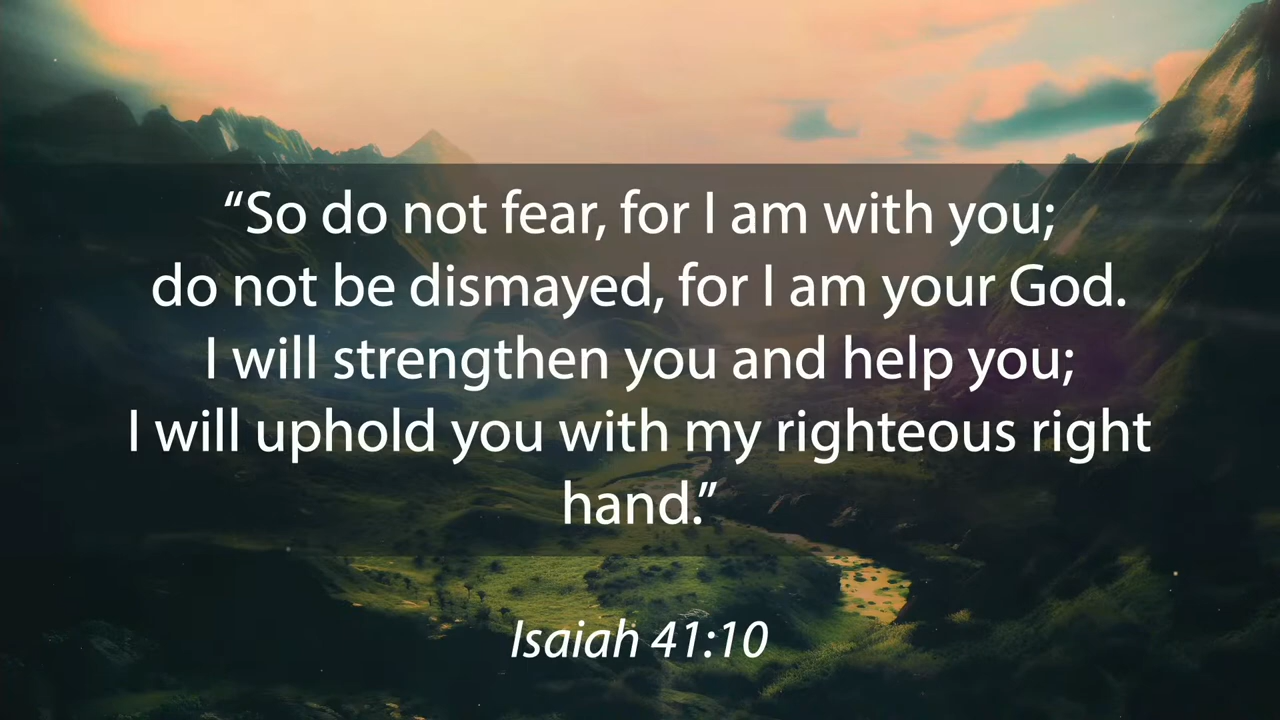 “So do not fear, for I am with you;
do not be dismayed, for I am your God.
I will strengthen you and help you;
I will uphold you with my righteous right
hand.”
Isaiah 41:10